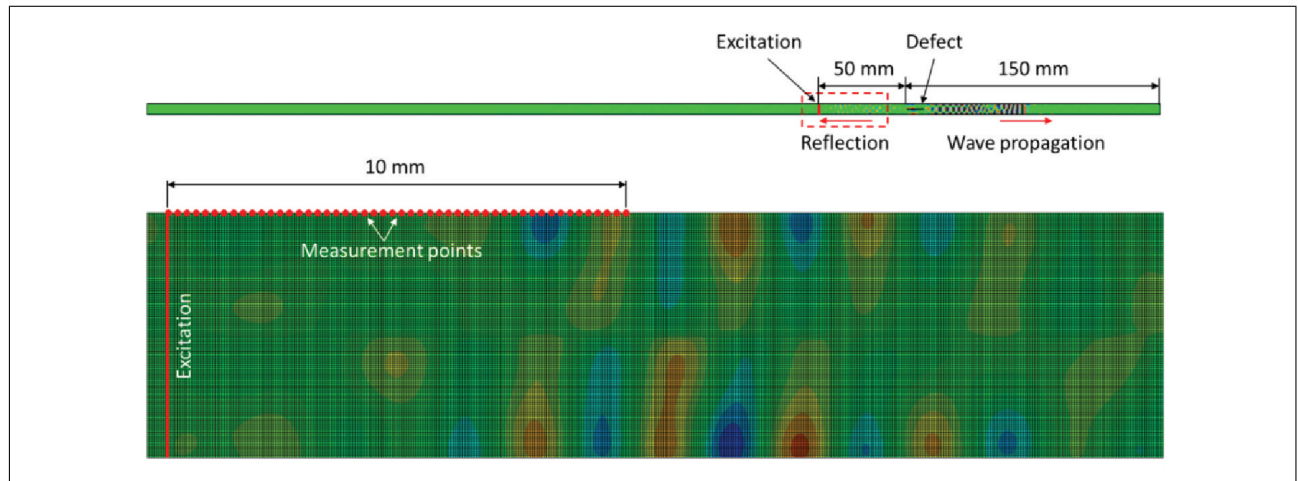 Excitation
Defect
50 mm
150 mm
Reflection
Wave propagation
10 mm
Measurement points
Excitation